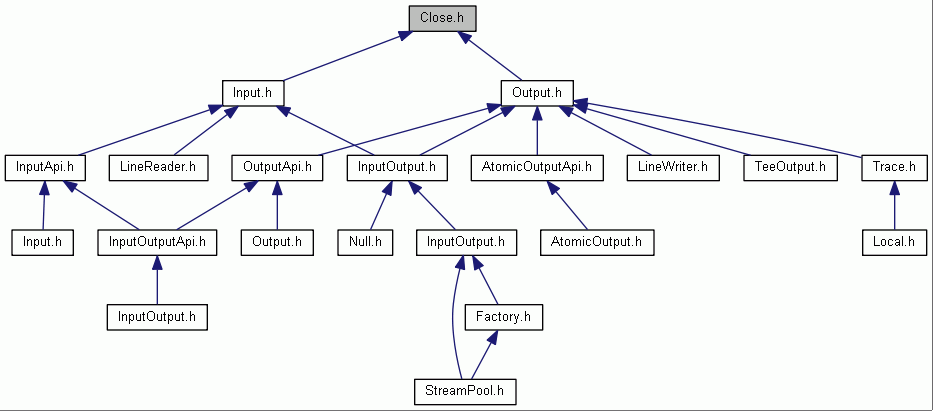 Close.h
Input.h
Output.h
InputApi.h
LineReader.h
OutputApi.h
InputOutput.h
AtomicOutputApi.h
LineWriter.h
TeeOutput.h
Trace.h
Input.h
InputOutputApi.h
Output.h
Null.h
InputOutput.h
AtomicOutput.h
Local.h
InputOutput.h
Factory.h
StreamPool.h